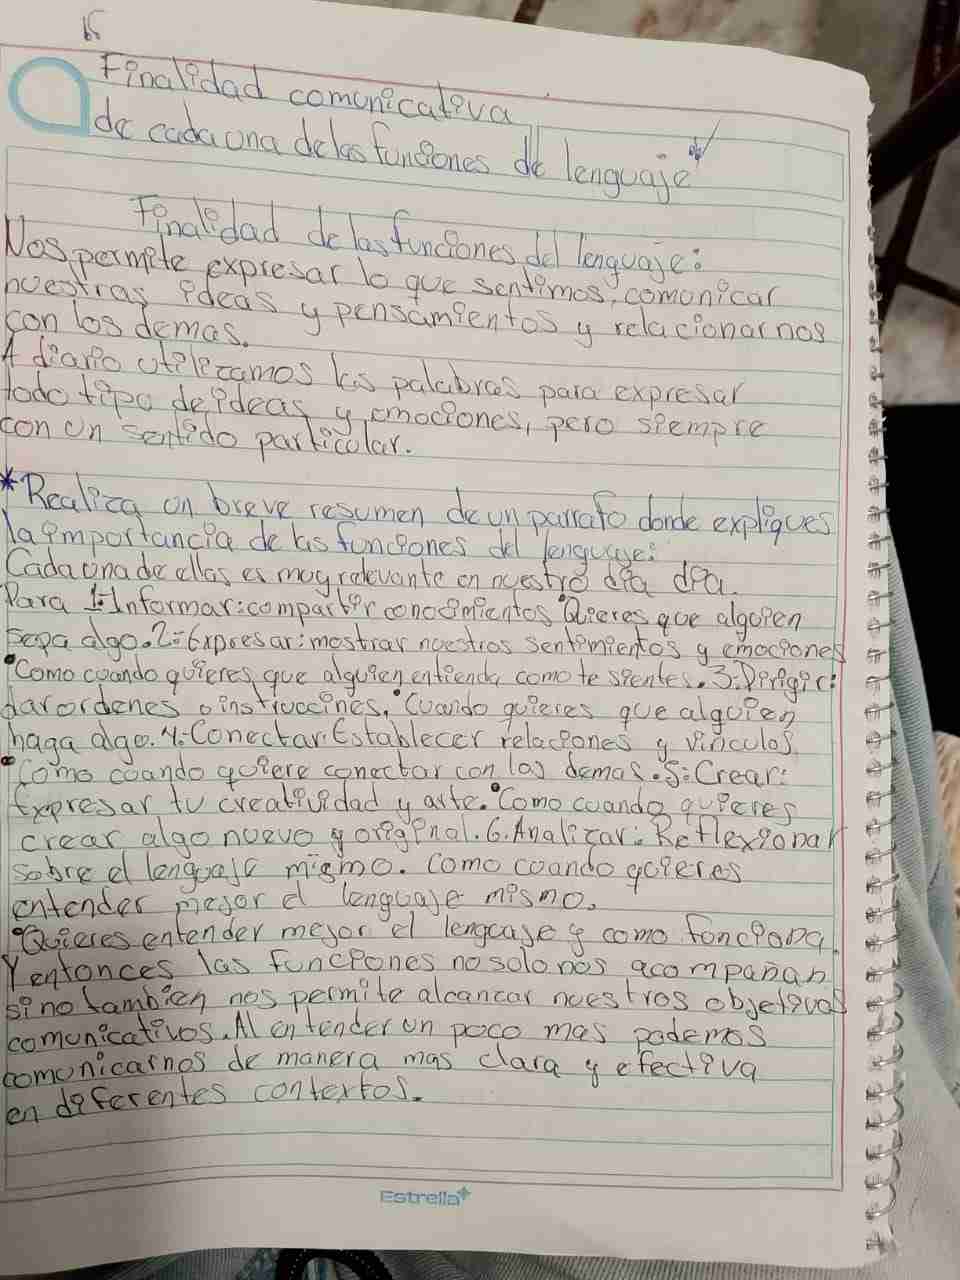 Finalidad comunicativa
de cada una de las funciones de lenguaje
Finalidad de las funciones del lenguaje:
Nos permite expresar lo que sentimos, comunicar
nuestras ideas y pensamientos y relacionarnos
con los demas.
A diario utilizamos las palabras para expresar
todo tipo de ideas y emociones, pero siempre
con un sentido particular.
*Realiza un breve resumen de un parrafo donde expliques
la importancia de las funciones del lenguaje:
Cada una de ellas es muy relevante en nuestro dia dia.
Para 1:Informar: compartir conocimientos Quieres que alguien
sepa algo. 2:Expresar: mostrar nuestros sentimientos y emociones
Como cuando quieres que alguien entienda como te sientes. 3:Dirigir:
dar ordenes o instruccines. Cuando quieres que alguien
haga algo. 4:Conectar: Establecer relaciones y vinculos.
Como cuando quiere conectar con los demas. 5:Crear:
Expresar tu creatividad y arte. Como cuando quieres
crear algo nuevo y original. 6.Analizar: Reflexionar
sobre el lenguaje mismo. Como cuando quieres
entender mejor el lenguaje mismo.
Quieres entender mejor el lenguaje y como funciona.
Y entonces las funciones no solo nos acompañan
sino tambien nos permite alcanzar nuestros objetivos
comunicativos. Al entender un poco mas podemos
comunicarnos de manera mas clara y efectiva
en diferentes contextos.
Estrella